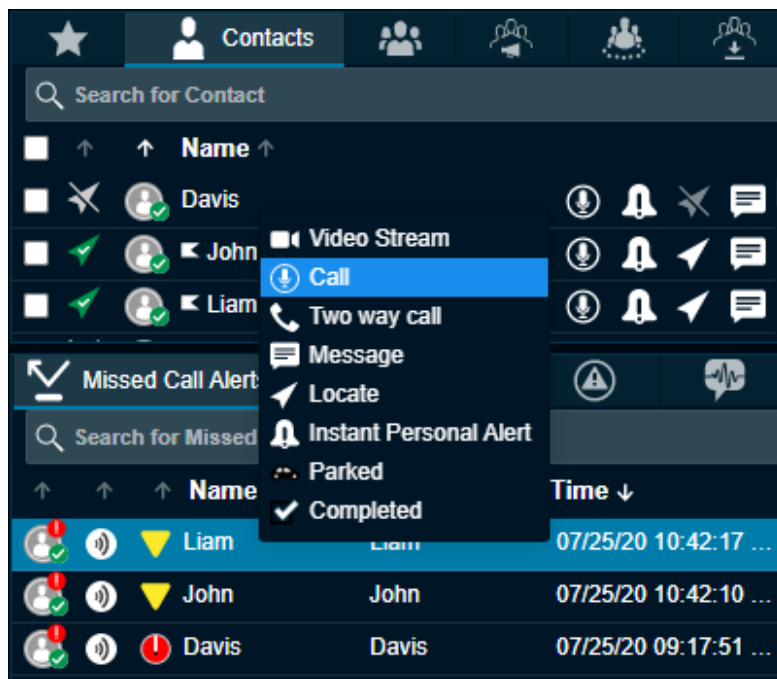 Contacts
Search for Contact
Name
Davis
John
Liam
Video Stream
Call
Two way call
Message
Locate
Instant Personal Alert
Parked
Completed
Missed Call Alert
Search for Missed
Name
Time
Liam
Liam
07/25/20 10:42:17 ...
John
John
07/25/20 10:42:10 ...
Davis
Davis
07/25/20 09:17:51 ...